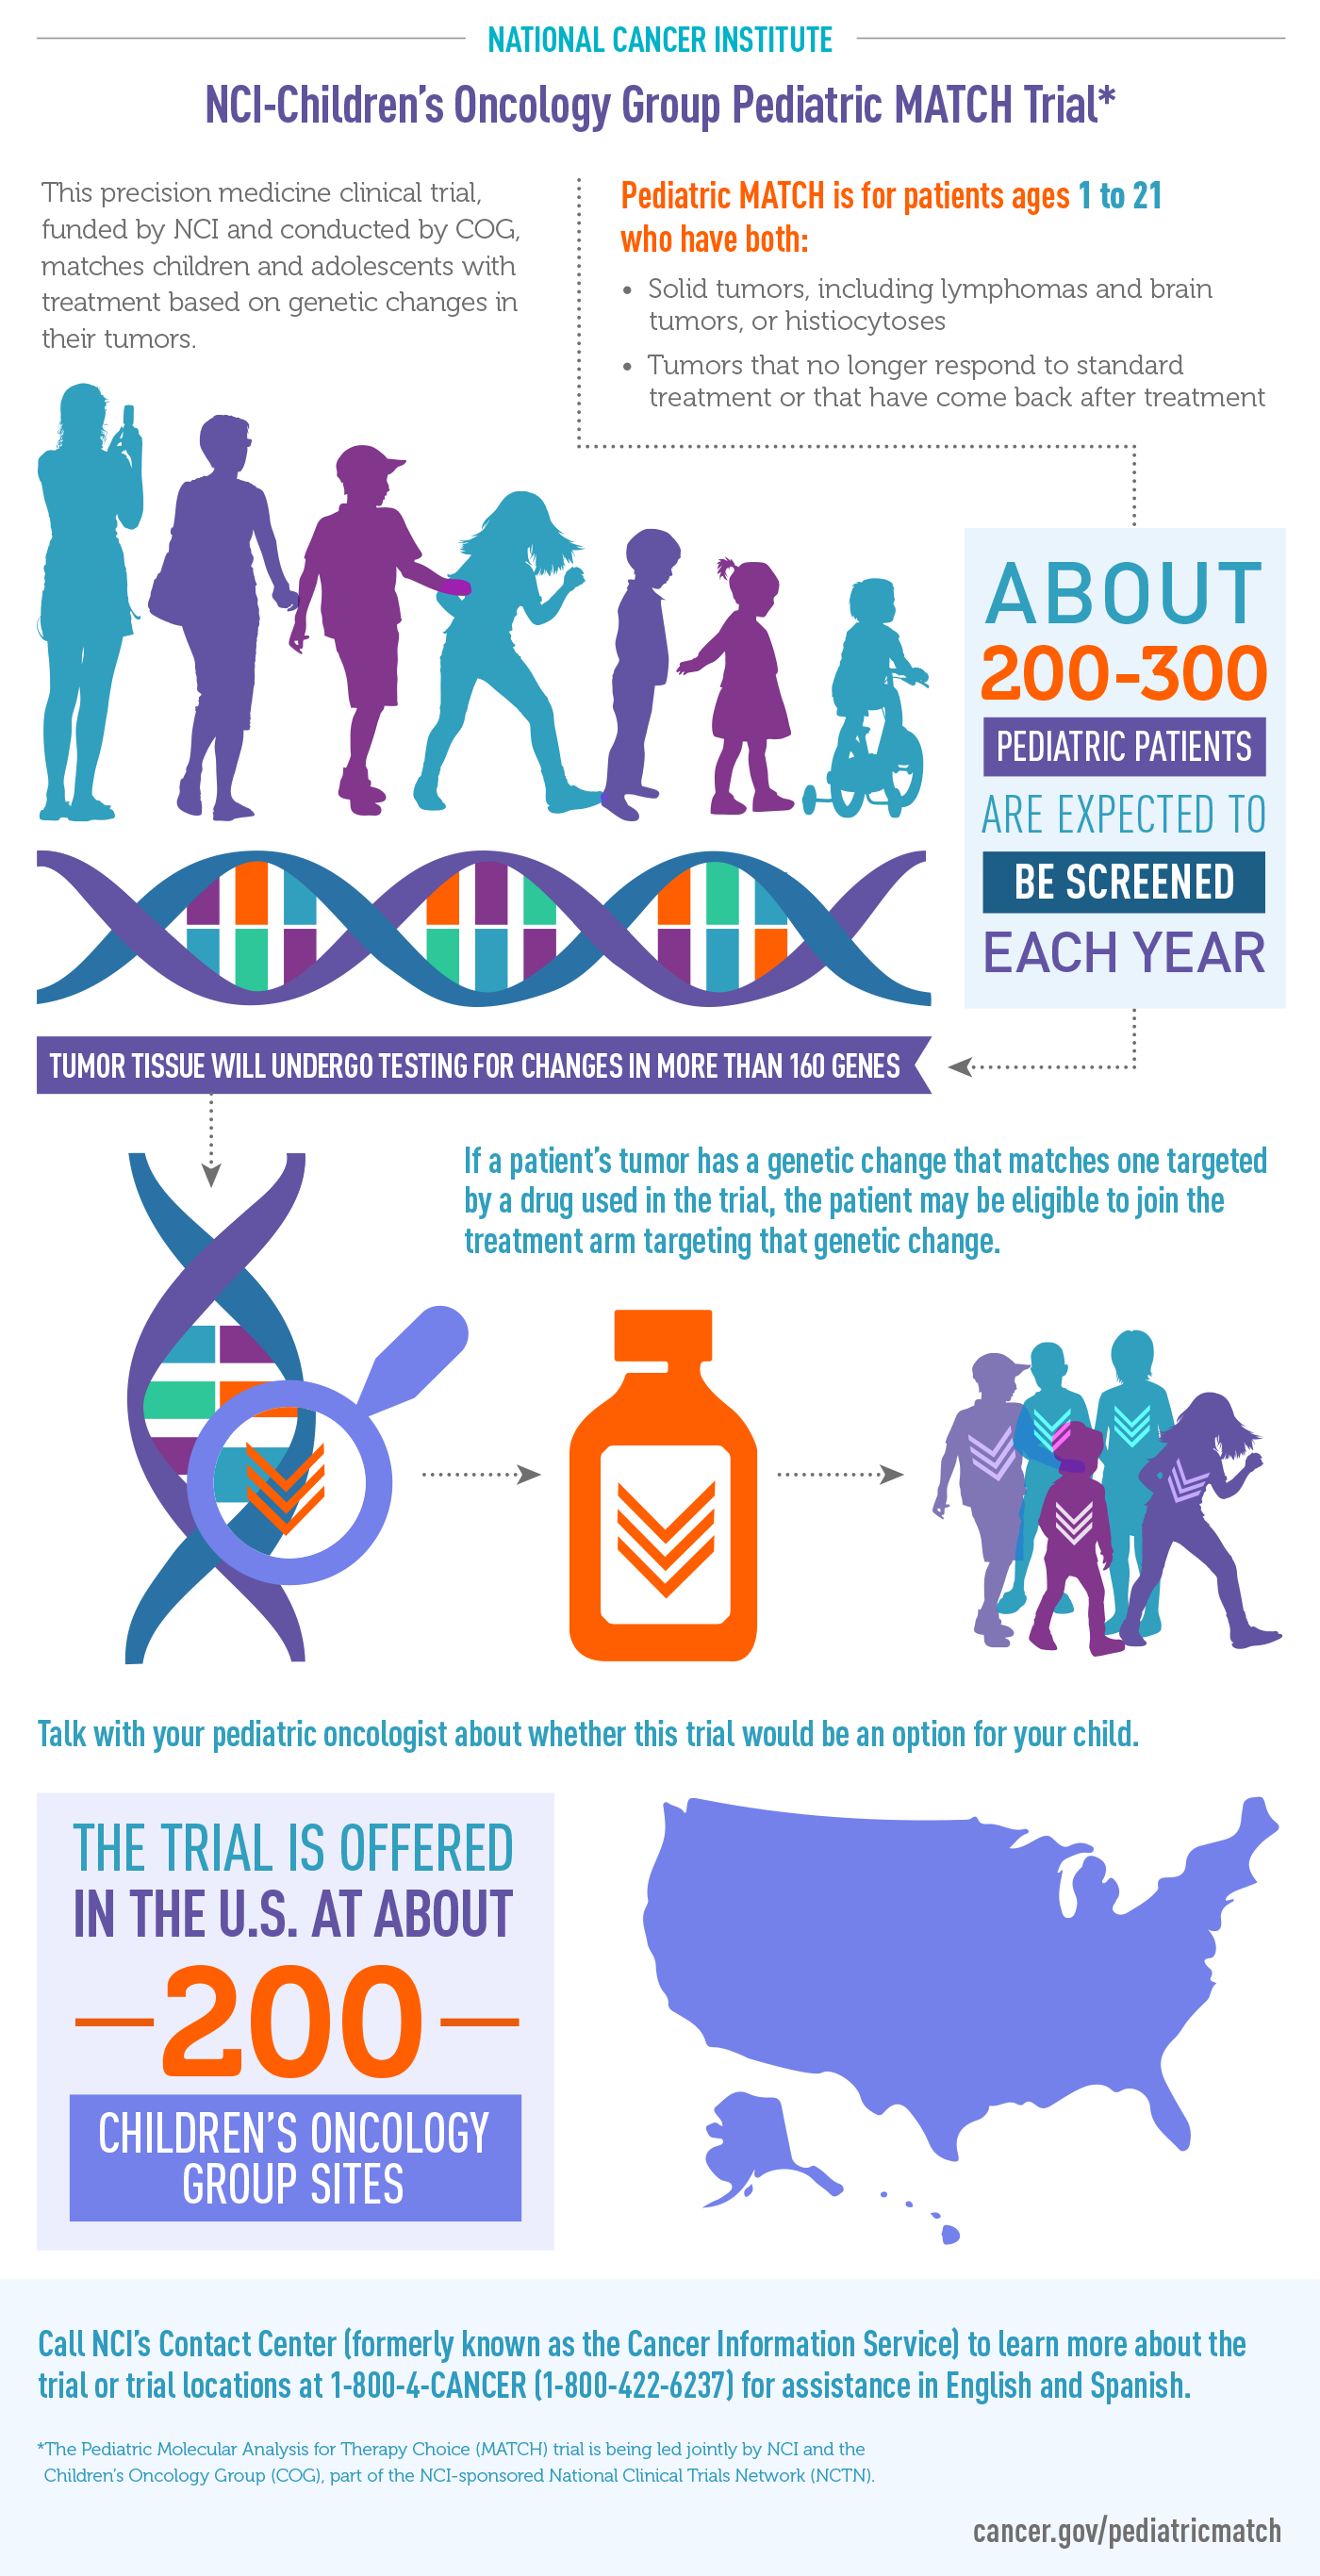 NATIONAL CANCER INSTITUTE
NCI-Children’s Oncology Group Pediatric MATCH Trial*
This precision medicine clinical trial,
funded by NCI and conducted by COG,
matches children and adolescents with
treatment based on genetic changes in
their tumors.
Pediatric MATCH is for patients ages 1 to 21
who have both:
• Solid tumors, including lymphomas and brain
tumors, or histiocytoses
• Tumors that no longer respond to standard
treatment or that have come back after treatment
ABOUT
200-300
PEDIATRIC PATIENTS
ARE EXPECTED TO
BE SCREENED
EACH YEAR
TUMOR TISSUE WILL UNDERGO TESTING FOR CHANGES IN MORE THAN 160 GENES
If a patient’s tumor has a genetic change that matches one targeted
by a drug used in the trial, the patient may be eligible to join the
treatment arm targeting that genetic change.
Talk with your pediatric oncologist about whether this trial would be an option for your child.
THE TRIAL IS OFFERED
IN THE U.S. AT ABOUT
200
CHILDREN’S ONCOLOGY
GROUP SITES
Call NCI’s Contact Center (formerly known as the Cancer Information Service) to learn more about the
trial or trial locations at 1-800-4-CANCER (1-800-422-6237) for assistance in English and Spanish.
*The Pediatric Molecular Analysis for Therapy Choice (MATCH) trial is being led jointly by NCI and the
Children’s Oncology Group (COG), part of the NCI-sponsored National Clinical Trials Network (NCTN).
cancer.gov/pediatricmatch